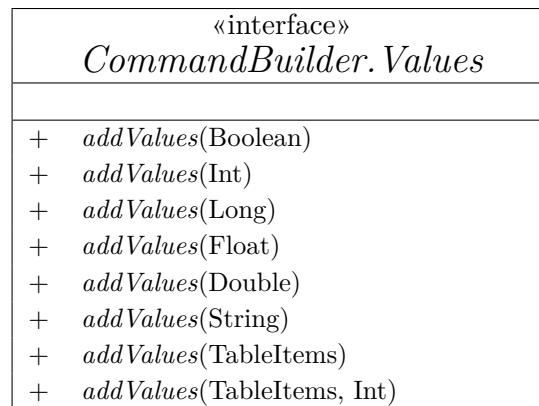 «interface»
CommandBuilder.Values
+ addValues(Boolean)
+ addValues(Int)
+ addValues(Long)
+ addValues(Float)
+ addValues(Double)
+ addValues(String)
+ addValues(TableItems)
+ addValues(TableItems, Int)